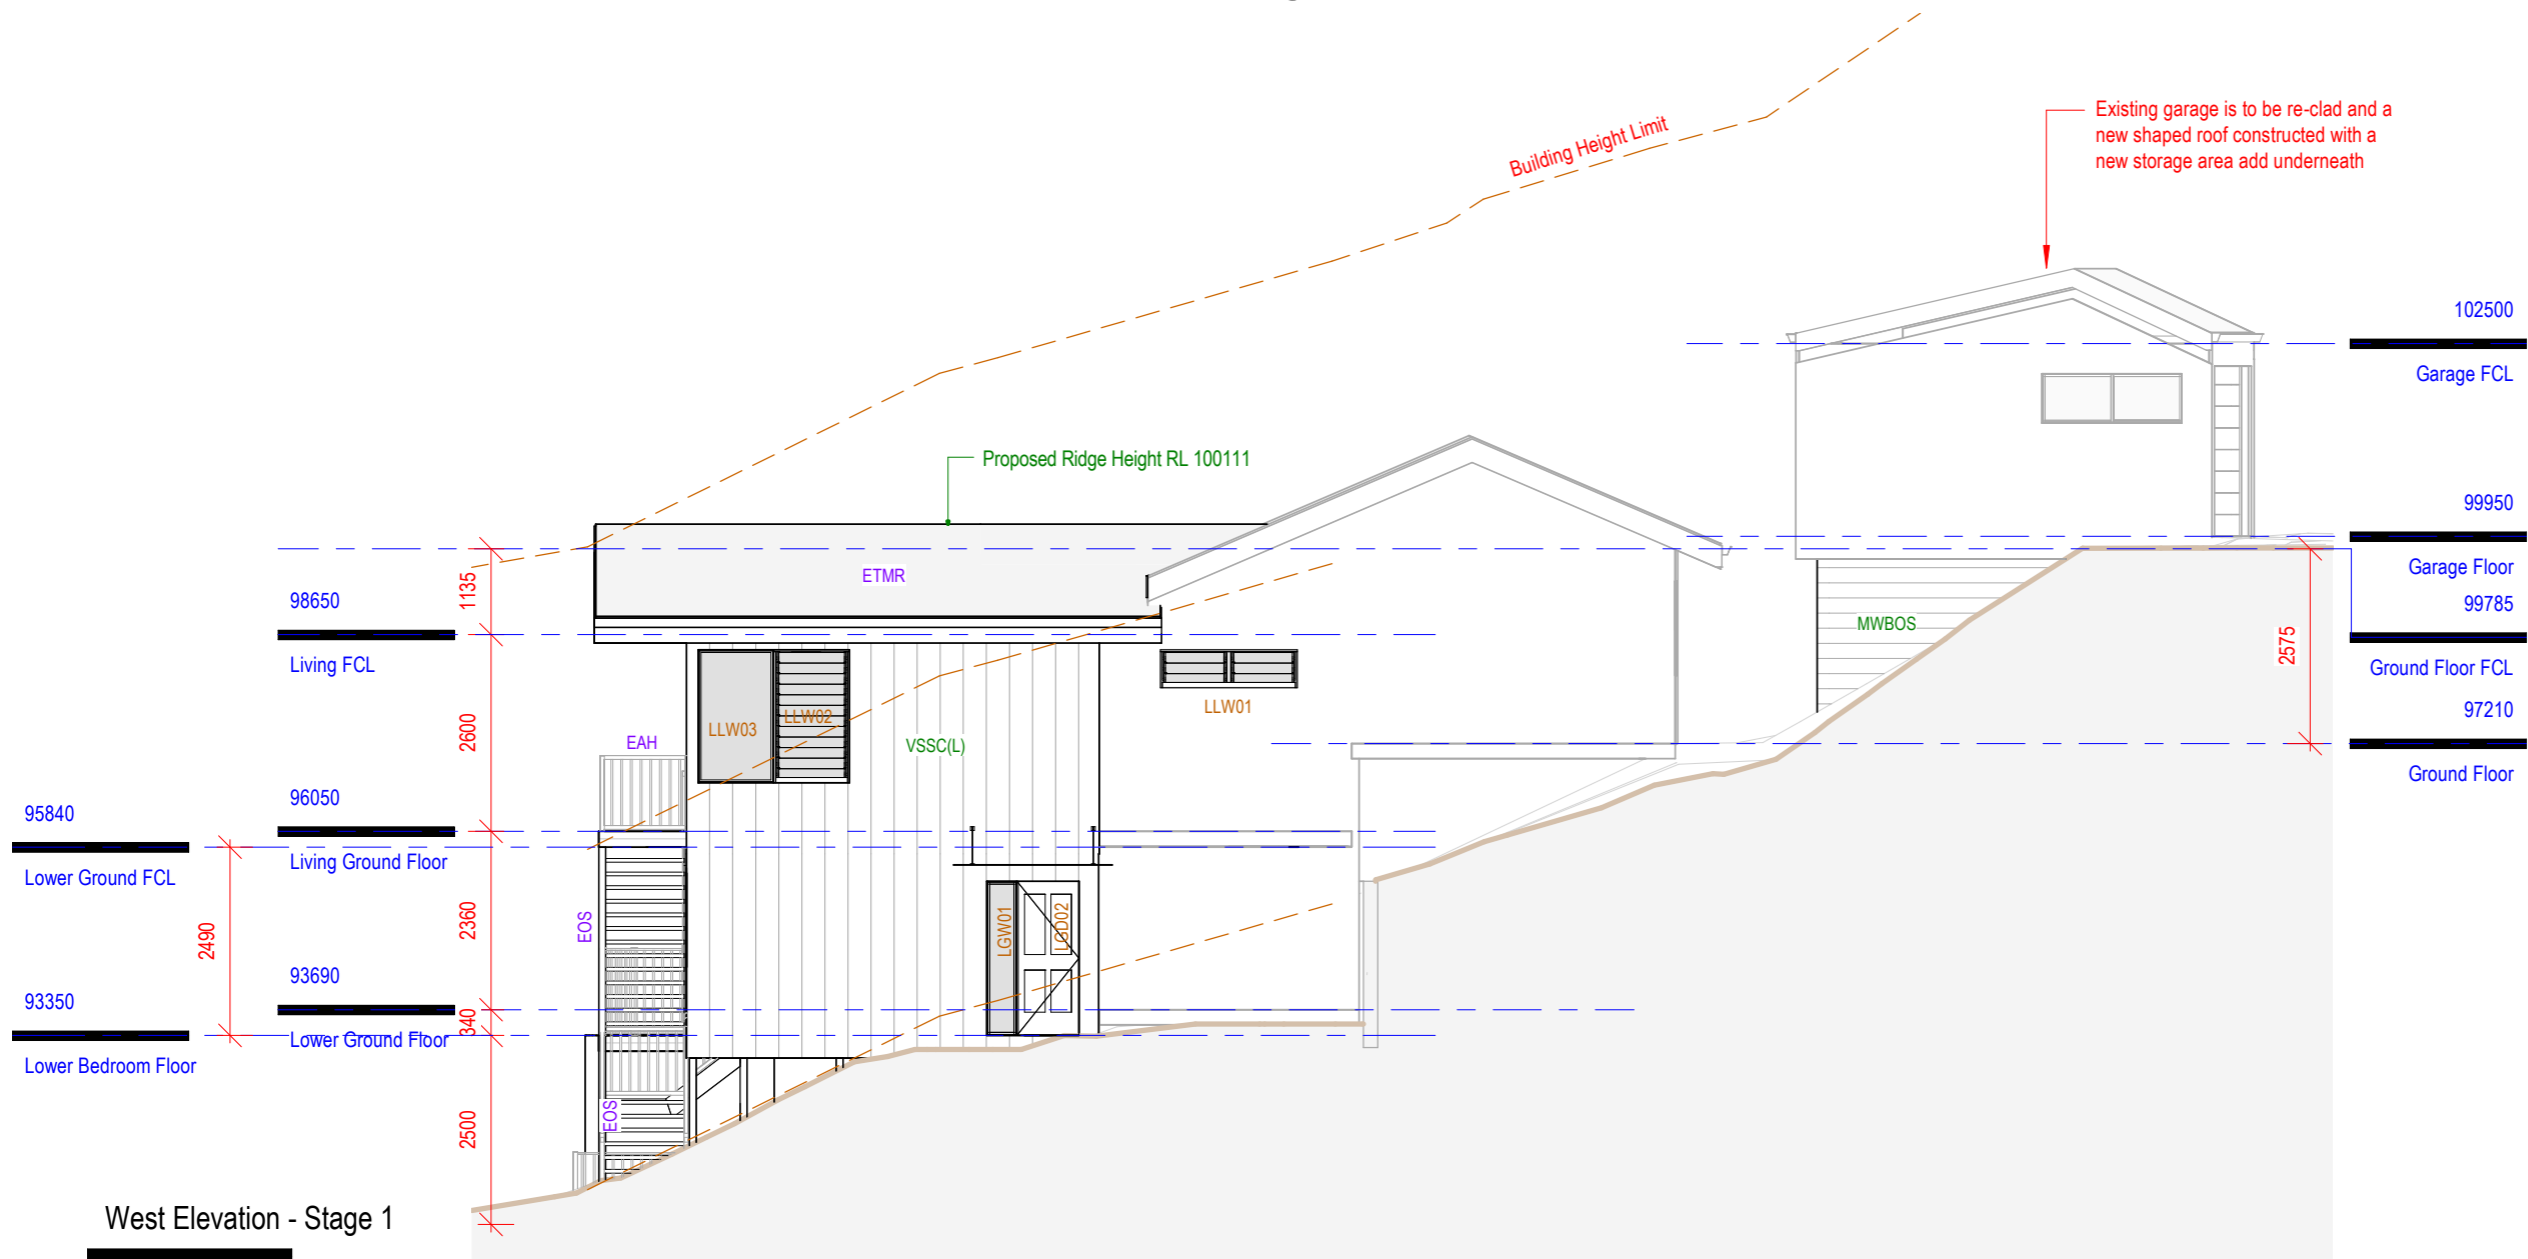 Building Height Limit
Existing garage is to be re-clad and a
new shaped roof constructed with a
new storage area add underneath
102500
Garage FCL
Proposed Ridge Height RL 100111
99950
Garage Floor
99785
Ground Floor FCL
97210
Ground Floor
2575
MWBOS
ETMR
1135
98650
Living FCL
2600
LLW03
LLW02
LLW01
VSSC(L)
EAH
96050
Living Ground Floor
95840
Lower Ground FCL
2490
2360
EOS
LGW01
LGD02
93690
Lower Ground Floor
340
93350
Lower Bedroom Floor
2500
EOS
West Elevation - Stage 1